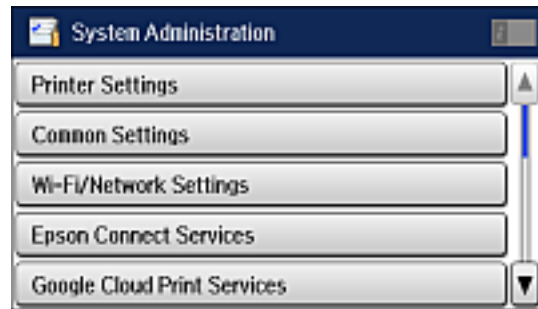 System Administration
Printer Settings
Common Settings
Wi-Fi/Network Settings
Epson Connect Services
Google Cloud Print Services